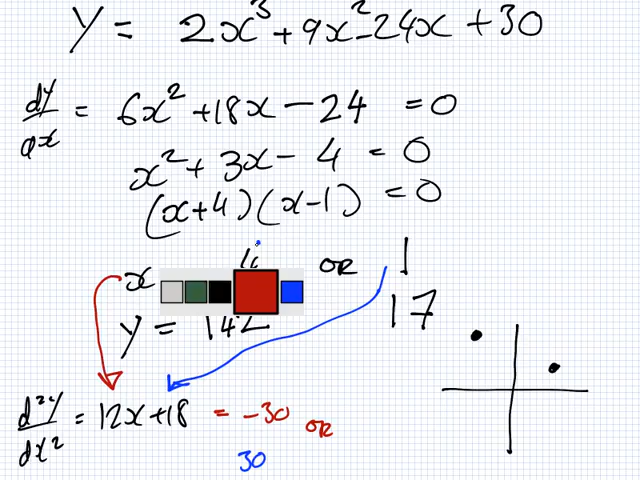 y = 2x³ + 9x² - 24x + 30
dy/dx = 6x² + 18x - 24 = 0
x² + 3x - 4 = 0
(x+4)(x-1) = 0
x OR 1
y = 142 17
d²y/dx² = 12x + 18 = -30 OR
30